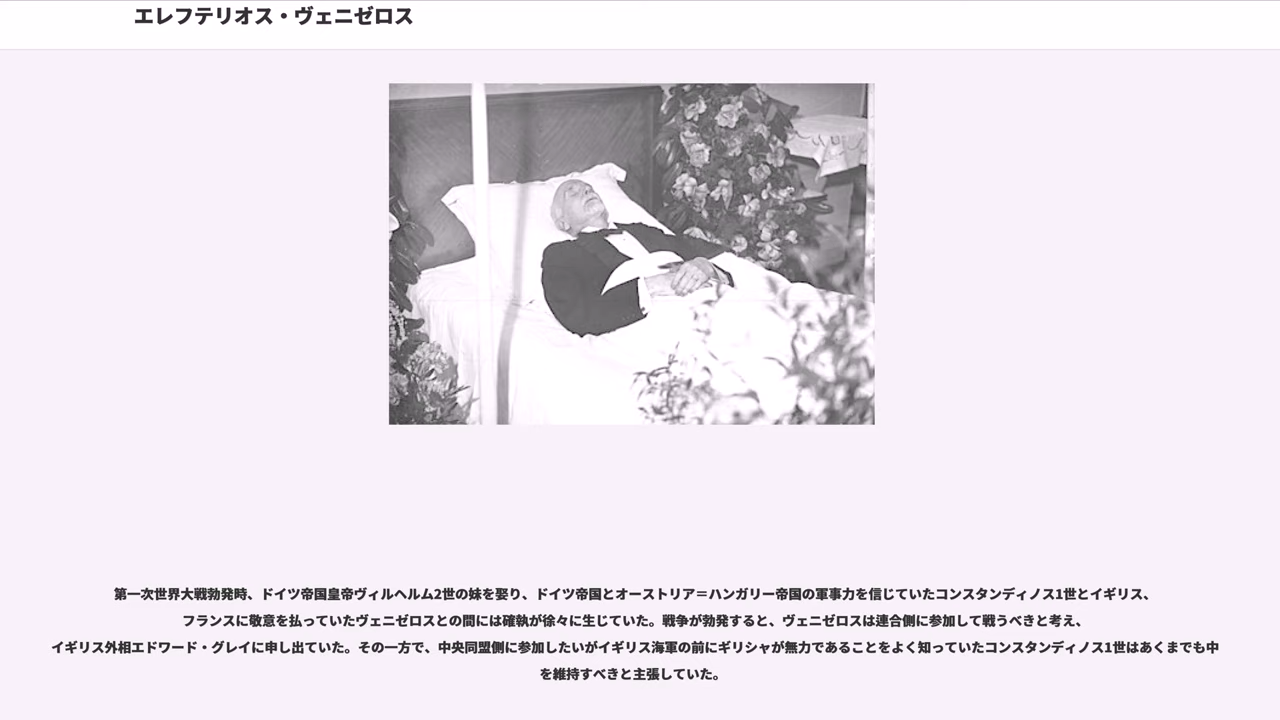 エレフテリオス・ヴェニゼロス
第一次世界大戦勃発時、ドイツ帝国皇帝ヴィルヘルム2世の妹を娶り、ドイツ帝国とオーストリア＝ハンガリー帝国の軍事力を信じていたコンスタンディノス1世とイギリス、
フランスに敬意を払っていたヴェニゼロスとの間には確執が徐々に生じていた。戦争が勃発すると、ヴェニゼロスは連合側に参加して戦うべきと考え、
イギリス外相エドワード・グレイに申し出ていた。その一方で、中央同盟側に参加したいがイギリス海軍の前にギリシャが無力であることをよく知っていたコンスタンディノス1世はあくまでも中
を維持すべきと主張していた。